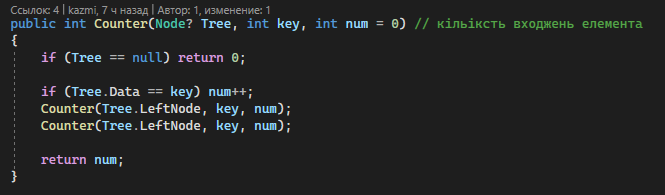 Ссылок: 4 | kazmi, 7 ч назад | Автор: 1, изменение: 1
public int Counter(Node? Tree, int key, int num = 0) // кількість входжень елемента
{
if (Tree == null) return 0;
if (Tree.Data == key) num++;
Counter(Tree.LeftNode, key, num);
Counter(Tree.LeftNode, key, num);
return num;
}